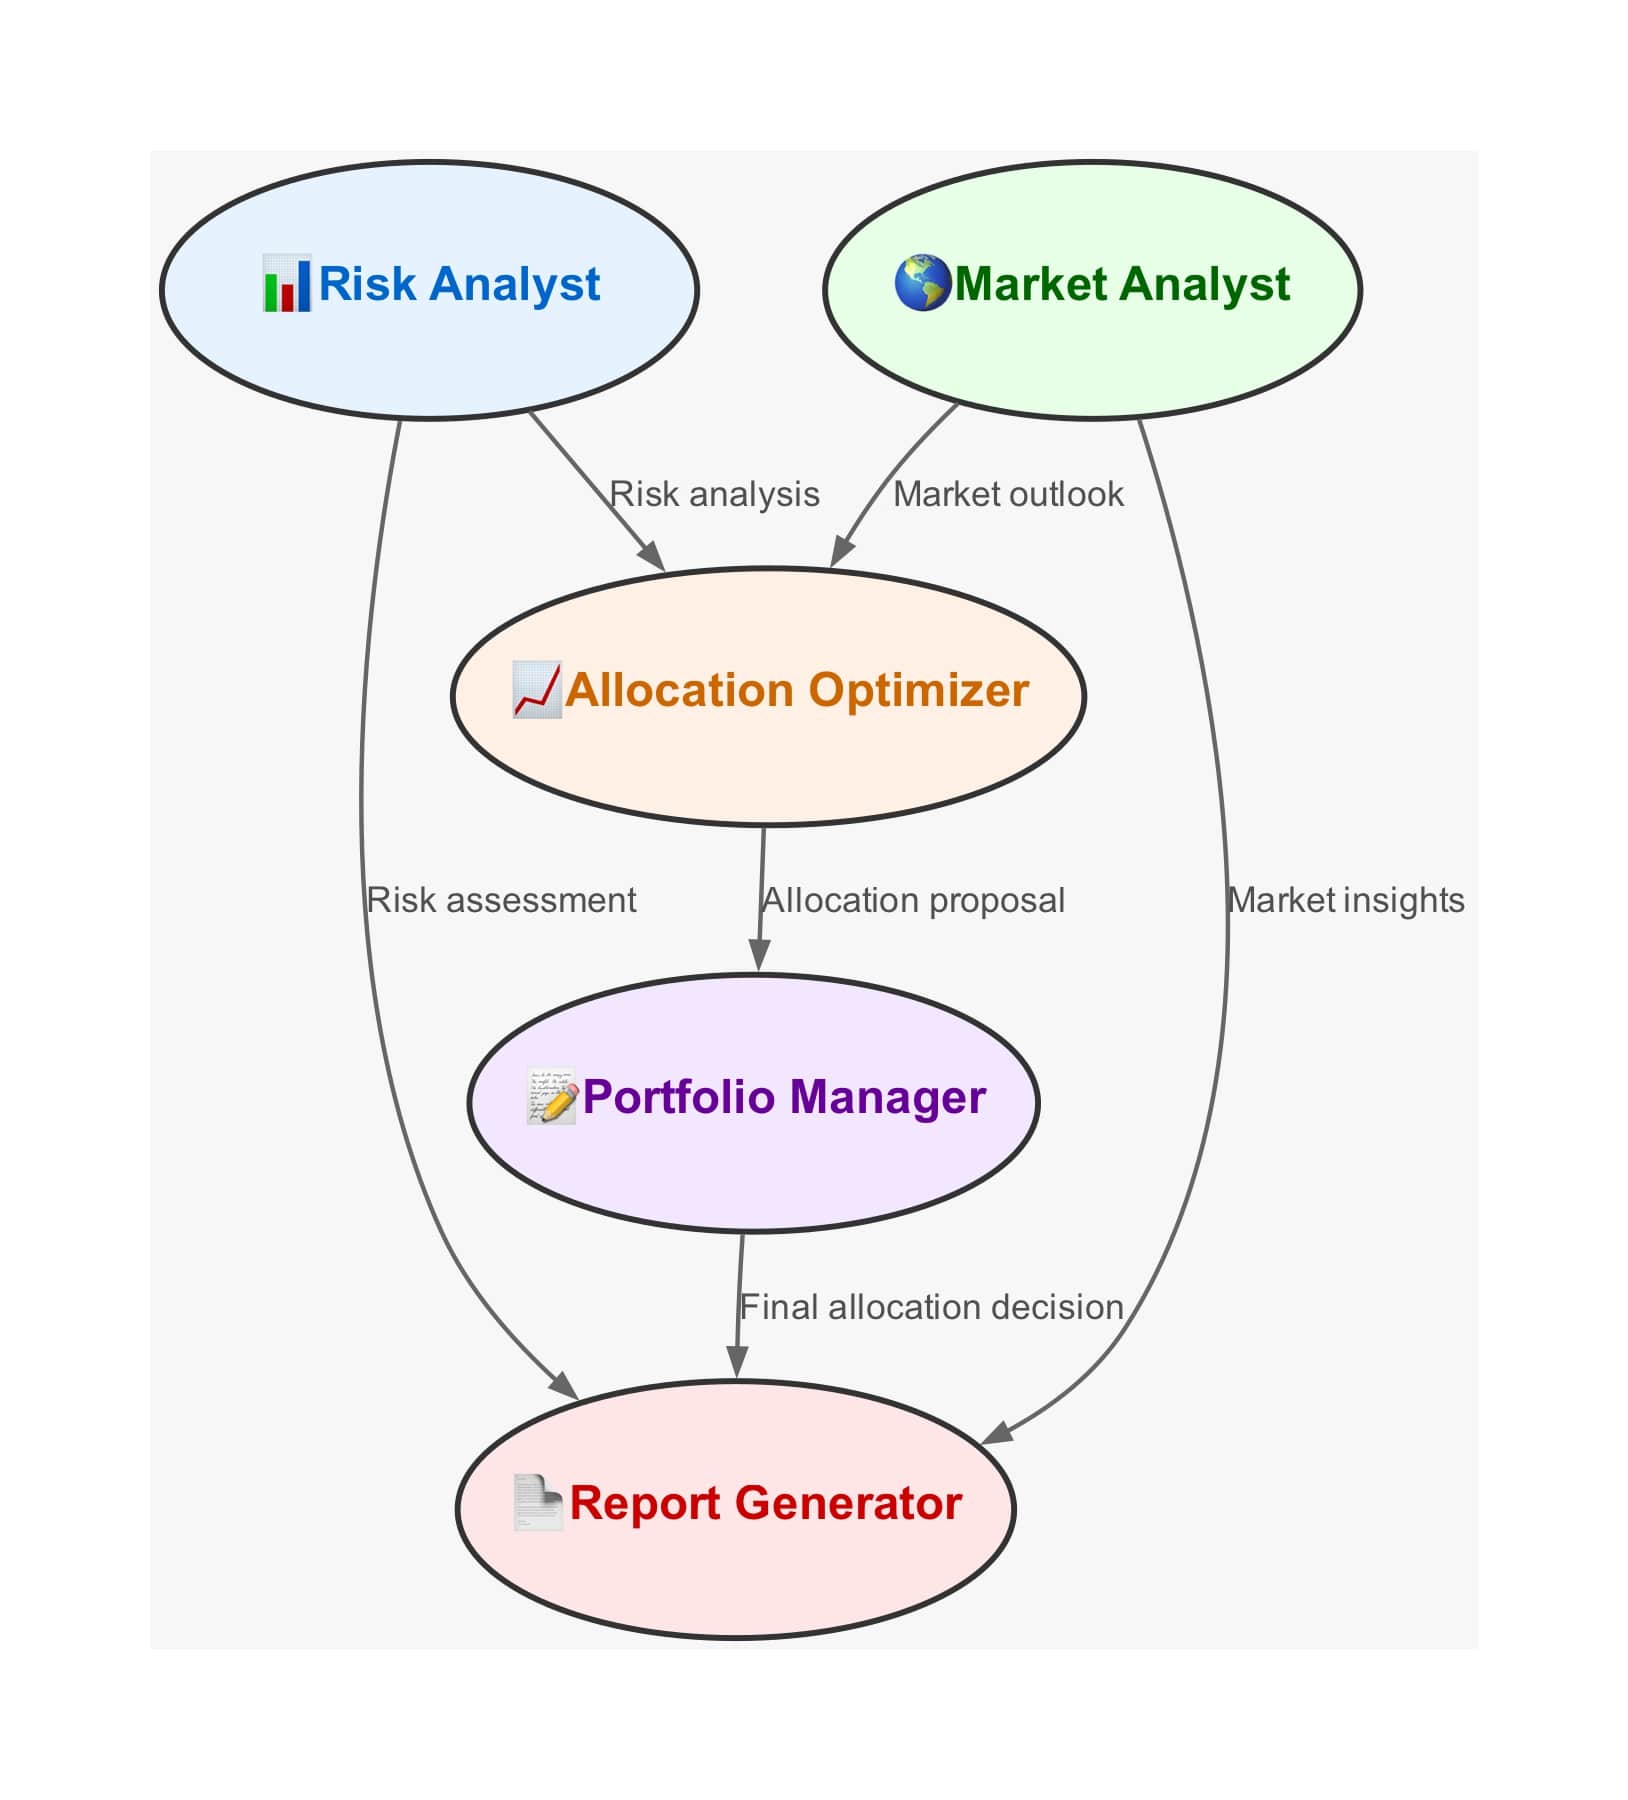 Risk Analyst
Market Analyst
Risk analysis
Market outlook
Allocation Optimizer
Risk assessment
Allocation proposal
Market insights
Portfolio Manager
Final allocation decision
Report Generator